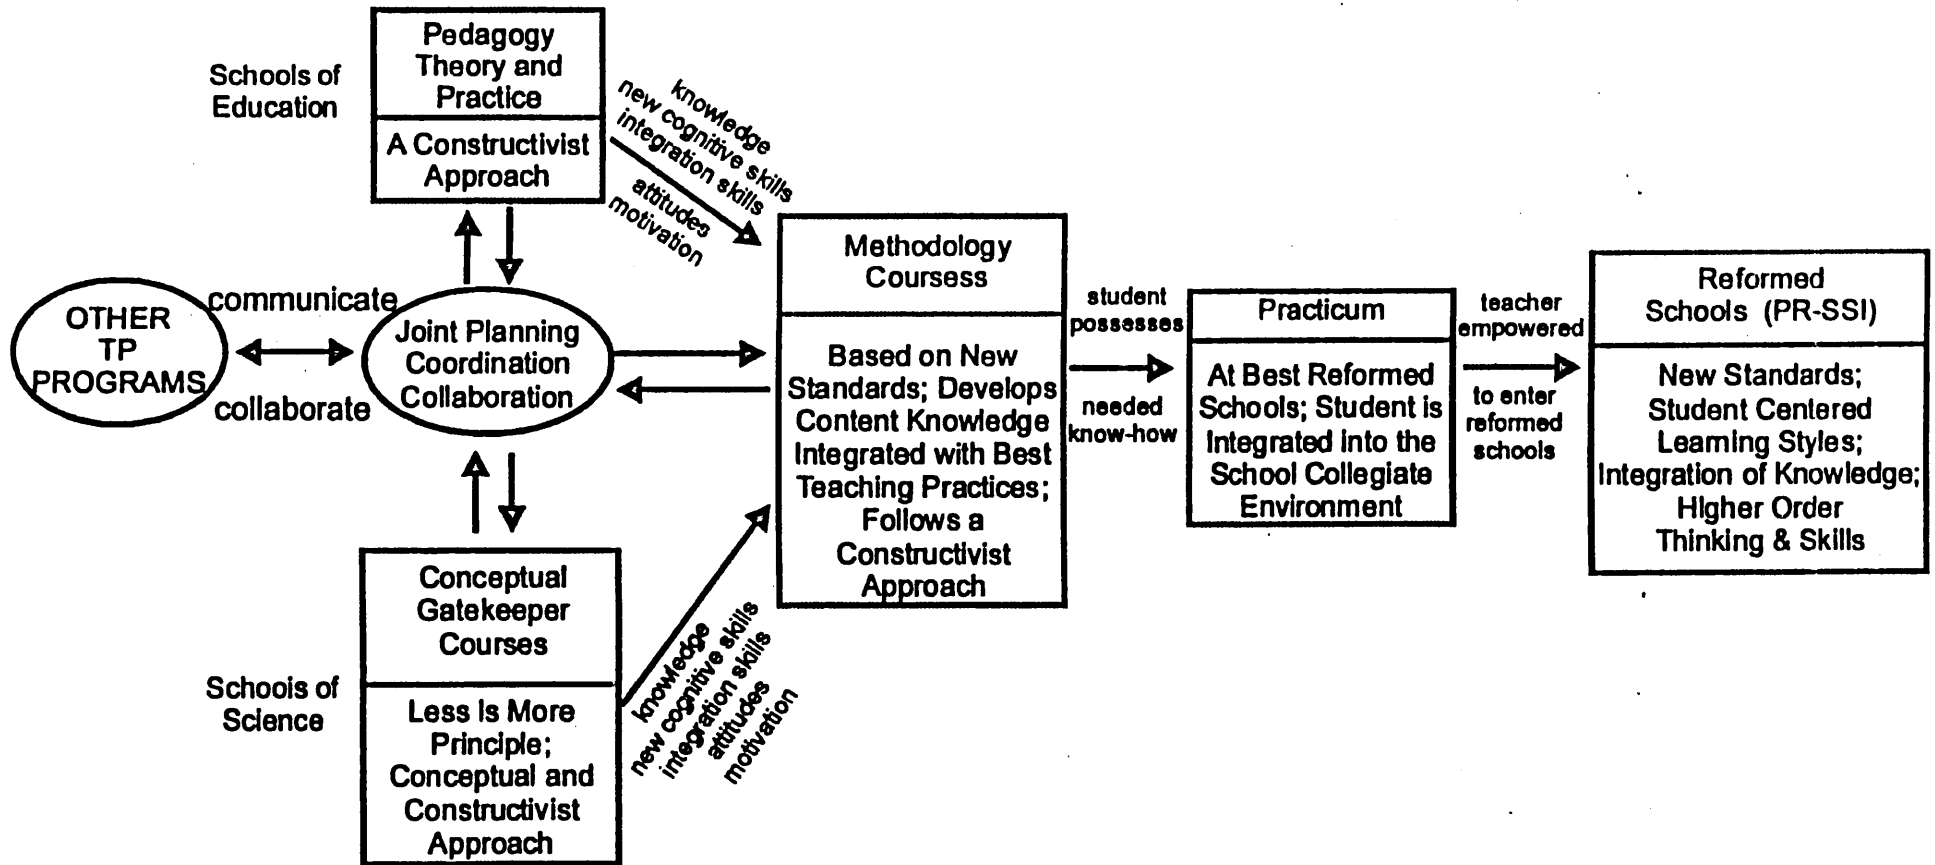 Schools of
Education
Pedagogy
Theory and
Practice
A Constructivist
Approach
knowledge
new cognitive skills
integration skills
attitudes
motivation
OTHER
TP
PROGRAMS
communicate
collaborate
Joint Planning
Coordination
Collaboration
Schools of
Science
Conceptual
Gatekeeper
Courses
Less Is More
Principle;
Conceptual and
Constructivist
Approach
knowledge
new cognitive skills
integration skills
attitudes
motivation
Methodology
Coursess
Based on New
Standards; Develops
Content Knowledge
Integrated with Best
Teaching Practices;
Follows a
Constructivist
Approach
student
possesses
needed
know-how
Practicum
At Best Reformed
Schools; Student is
Integrated into the
School Collegiate
Environment
teacher
empowered
to enter
reformed
schools
Reformed
Schools (PR-SSI)
New Standards;
Student Centered
Learning Styles;
Integration of Knowledge;
Higher Order
Thinking & Skills